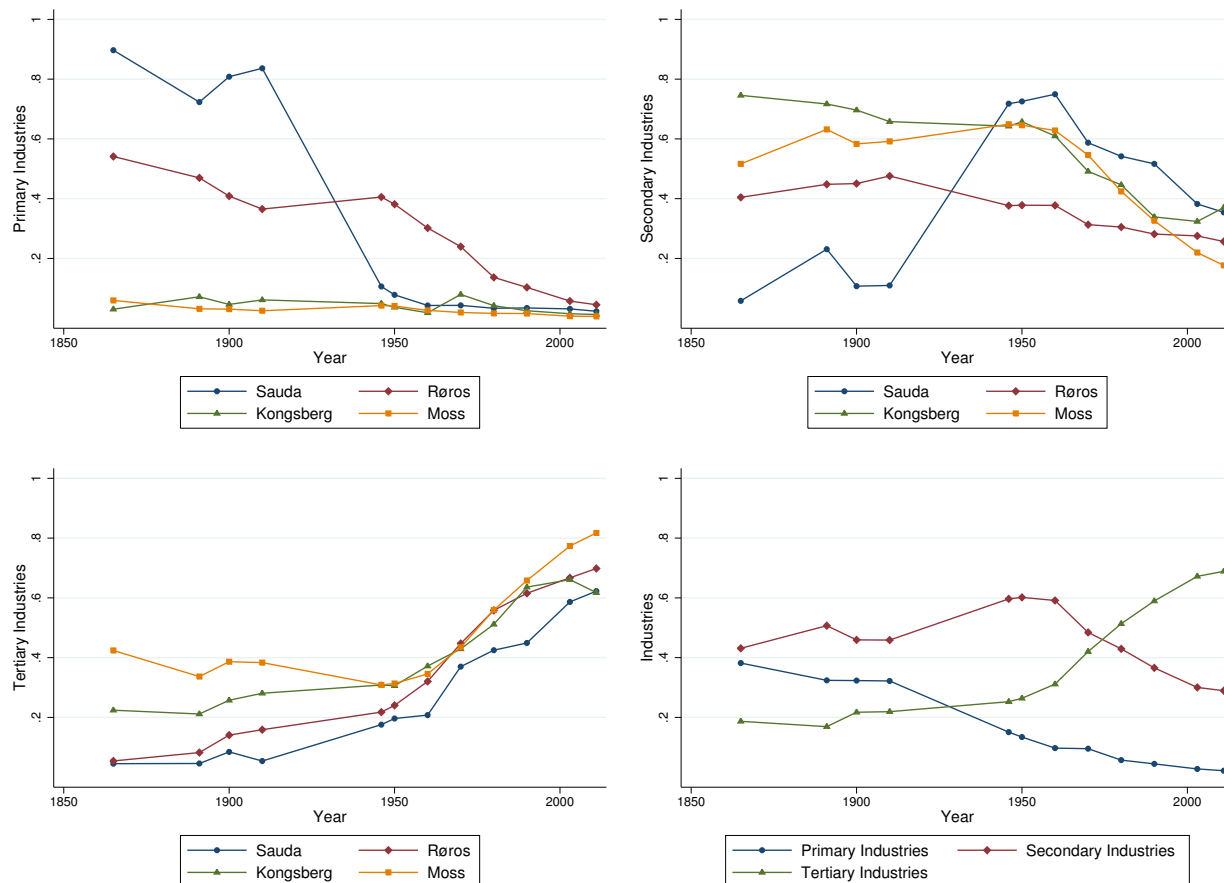 Primary Industries
1
.8
.6
.4
.2
1850 1900 1950 2000
Year
Sauda Røros
Kongsberg Moss
Secondary Industries
1
.8
.6
.4
.2
1850 1900 1950 2000
Year
Sauda Røros
Kongsberg Moss
Tertiary Industries
1
.8
.6
.4
.2
1850 1900 1950 2000
Year
Sauda Røros
Kongsberg Moss
Industries
1
.8
.6
.4
.2
1850 1900 1950 2000
Year
Primary Industries Secondary Industries
Tertiary Industries